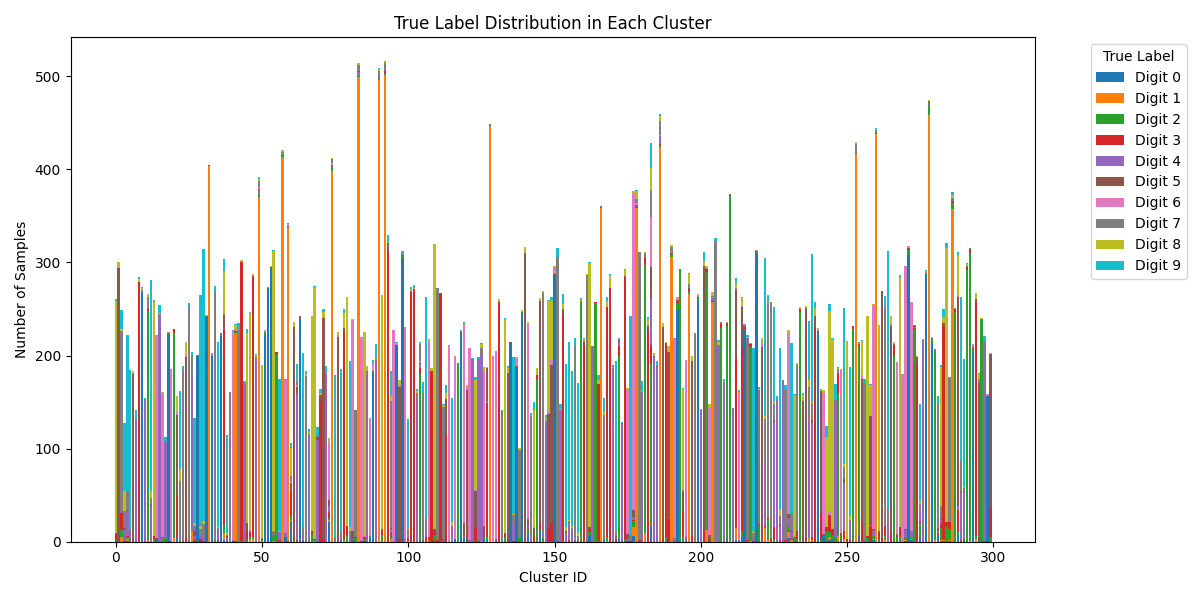 True Label Distribution in Each Cluster
Number of Samples
500
400
300
200
100
0
0 50 100 150 200 250 300
Cluster ID
True Label
Digit 0
Digit 1
Digit 2
Digit 3
Digit 4
Digit 5
Digit 6
Digit 7
Digit 8
Digit 9